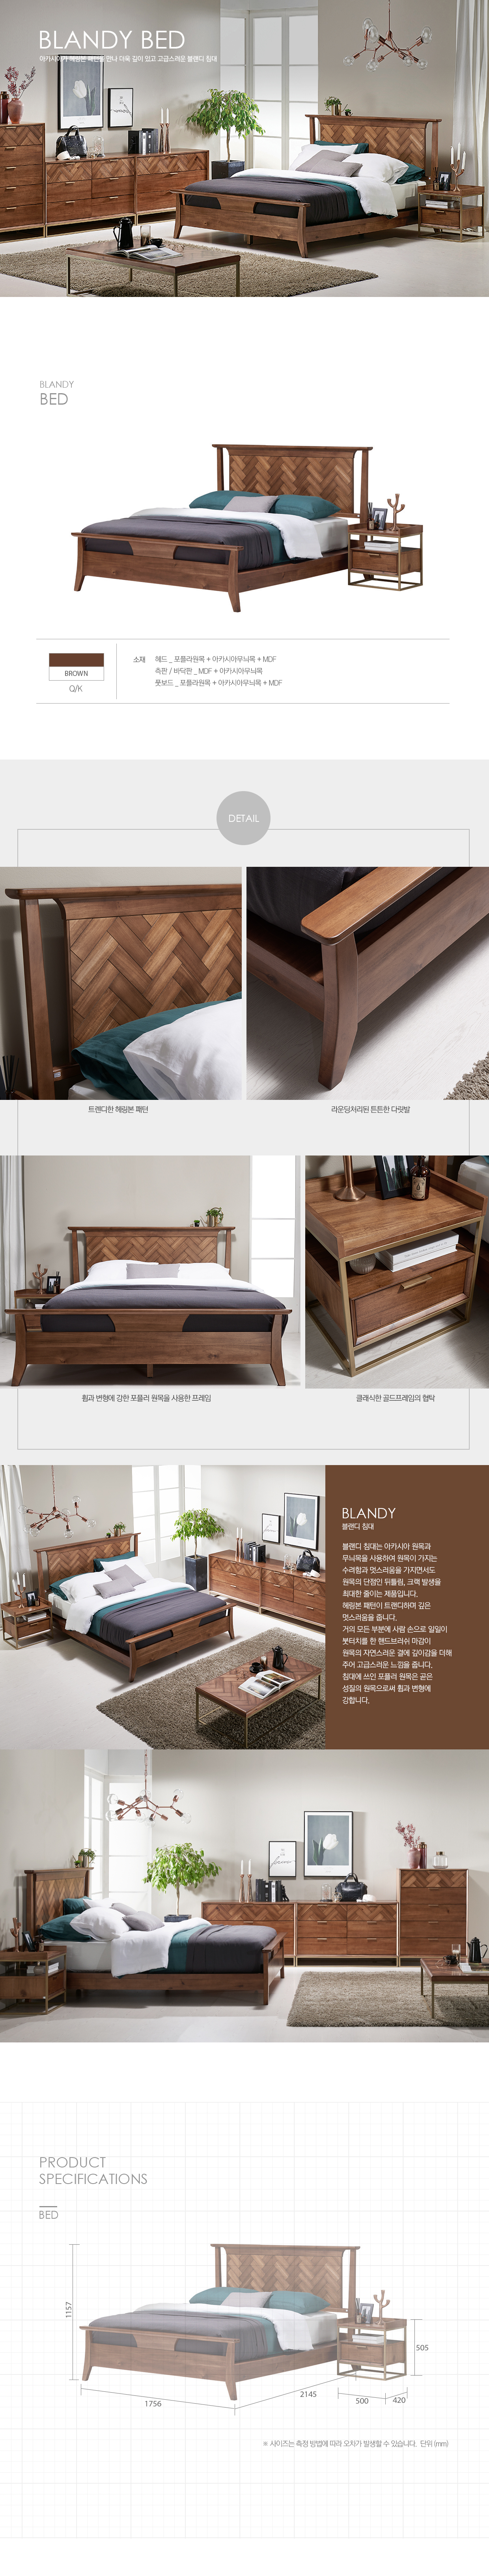 BLANDY BED
아카시아가 헤링본 패턴을 만나 더욱 깊이 있고 고급스러운 블랜디 침대
BLANDY
BED
BROWN
Q/K
소재
헤드 _ 포플러원목 + 아카시아무늬목 + MDF
측판 / 바닥판 _ MDF + 아카시아무늬목
풋보드 _ 포플러원목 + 아카시아무늬목 + MDF
DETAIL
트렌디한 헤링본 패턴
라운딩처리된 튼튼한 다릿발
휨과 변형에 강한 포플러 원목을 사용한 프레임
클래식한 골드프레임의 협탁
BLANDY
블랜디 침대
블랜디 침대는 아카시아 원목과
무늬목을 사용하여 원목이 가지는
수려함과 멋스러움을 가지면서도
원목의 단점인 뒤틀림, 크랙 발생을
최대한 줄이는 제품입니다.
헤링본 패턴이 트랜디하며 깊은
멋스러움을 줍니다.
거의 모든 부분에 사람 손으로 일일이
붓터치를 한 핸드브러쉬 마감이
원목의 자연스러운 결에 깊이감을 더해
주어 고급스러운 느낌을 줍니다.
침대에 쓰인 포플러 원목은 곧은
성질의 원목으로써 휨과 변형에
강합니다.
PRODUCT
SPECIFICATIONS
BED
1157
505
1756
2145
500
420
※ 사이즈는 측정 방법에 따라 오차가 발생할 수 있습니다. 단위 (mm)